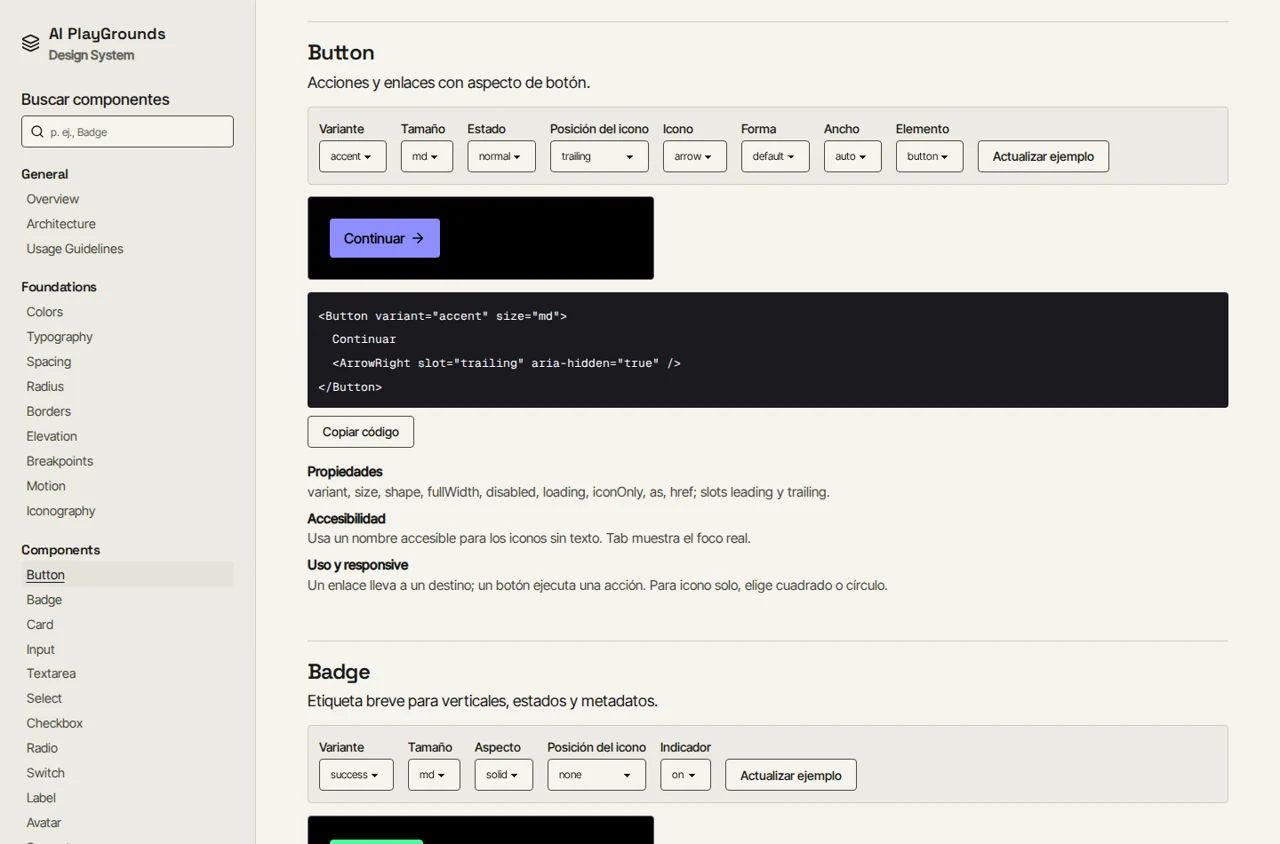 AI PlayGrounds
Design System
Buscar componentes
p. ej., Badge
General
Overview
Architecture
Usage Guidelines
Foundations
Colors
Typography
Spacing
Radius
Borders
Elevation
Breakpoints
Motion
Iconography
Components
Button
Badge
Card
Input
Textarea
Select
Checkbox
Radio
Switch
Label
Avatar
Button
Acciones y enlaces con aspecto de botón.
Variante Tamaño Estado Posición del icono Icono Forma Ancho Elemento
accent md normal trailing arrow default auto button Actualizar ejemplo
Continuar
<Button variant="accent" size="md">
Continuar
<ArrowRight slot="trailing" aria-hidden="true" />
</Button>
Copiar código
Propiedades
variant, size, shape, fullWidth, disabled, loading, iconOnly, as, href; slots leading y trailing.
Accesibilidad
Usa un nombre accesible para los iconos sin texto. Tab muestra el foco real.
Uso y responsive
Un enlace lleva a un destino; un botón ejecuta una acción. Para icono solo, elige cuadrado o círculo.
Badge
Etiqueta breve para verticales, estados y metadatos.
Variante Tamaño Aspecto Posición del icono Indicador
success md solid none on Actualizar ejemplo